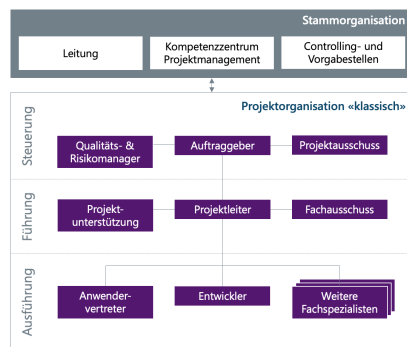 Stammorganisation
Leitung
Kompetenzzentrum
Projektmanagement
Controlling- und
Vorgabestellen
Projektorganisation «klassisch»
Steuerung
Qualitäts- &
Risikomanager
Auftraggeber
Projektausschuss
Führung
Projekt-
unterstützung
Projektleiter
Fachausschuss
Ausführung
Anwender-
vertreter
Entwickler
Weitere
Fachspezialisten